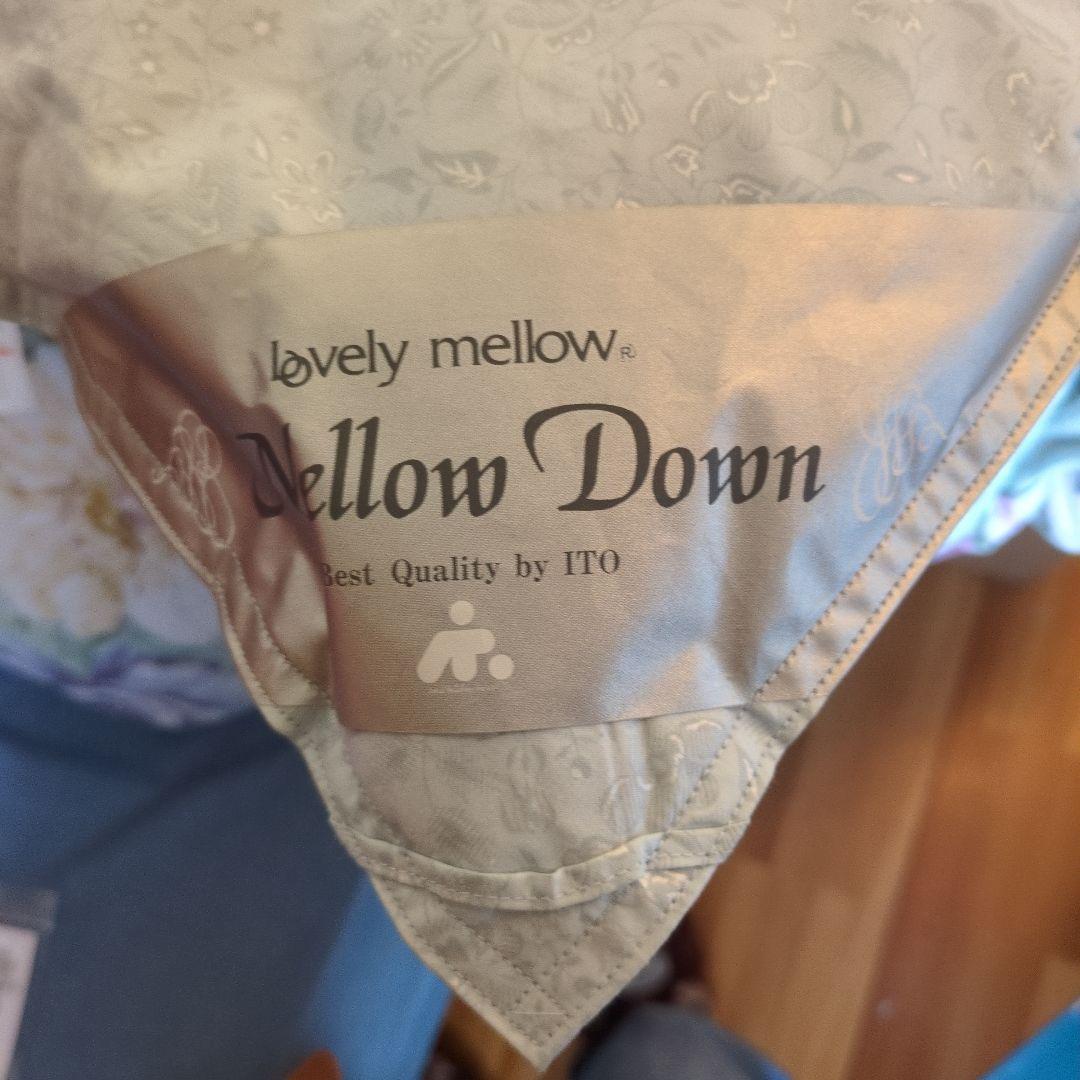 lovely mellow®
Mellow Down
Best Quality by ITO